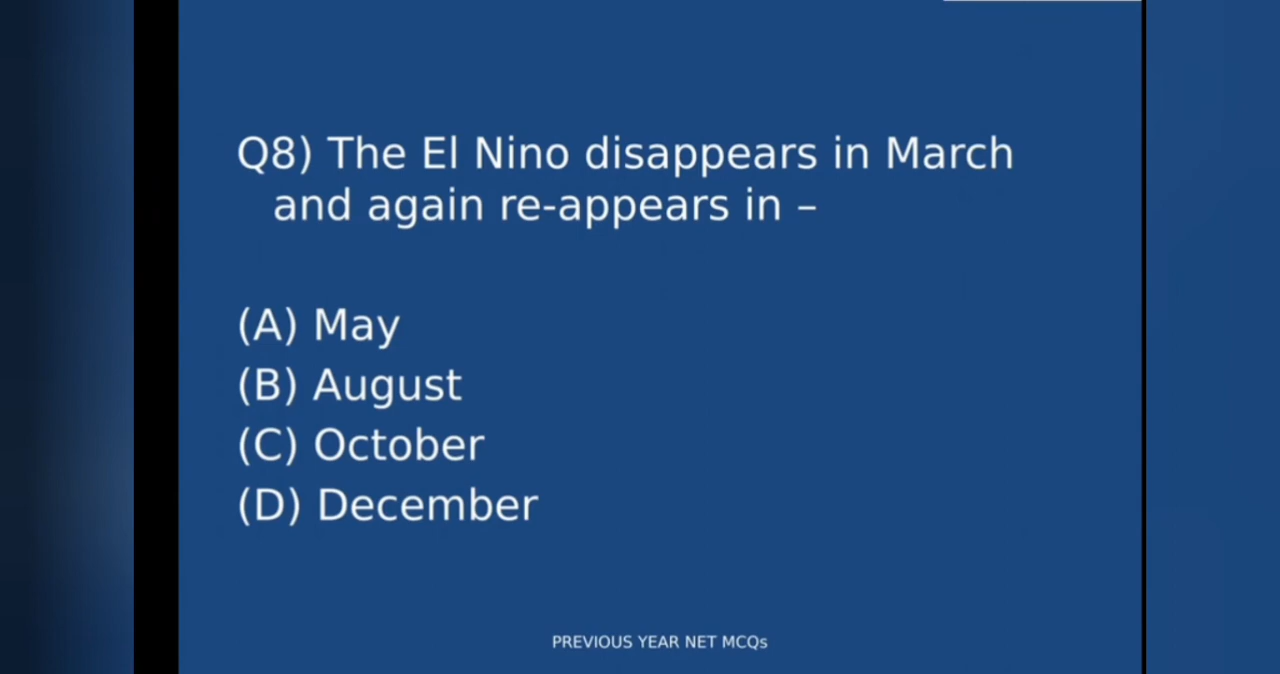 Q8) The El Nino disappears in March
and again re-appears in –
(A) May
(B) August
(C) October
(D) December
PREVIOUS YEAR NET MCQs